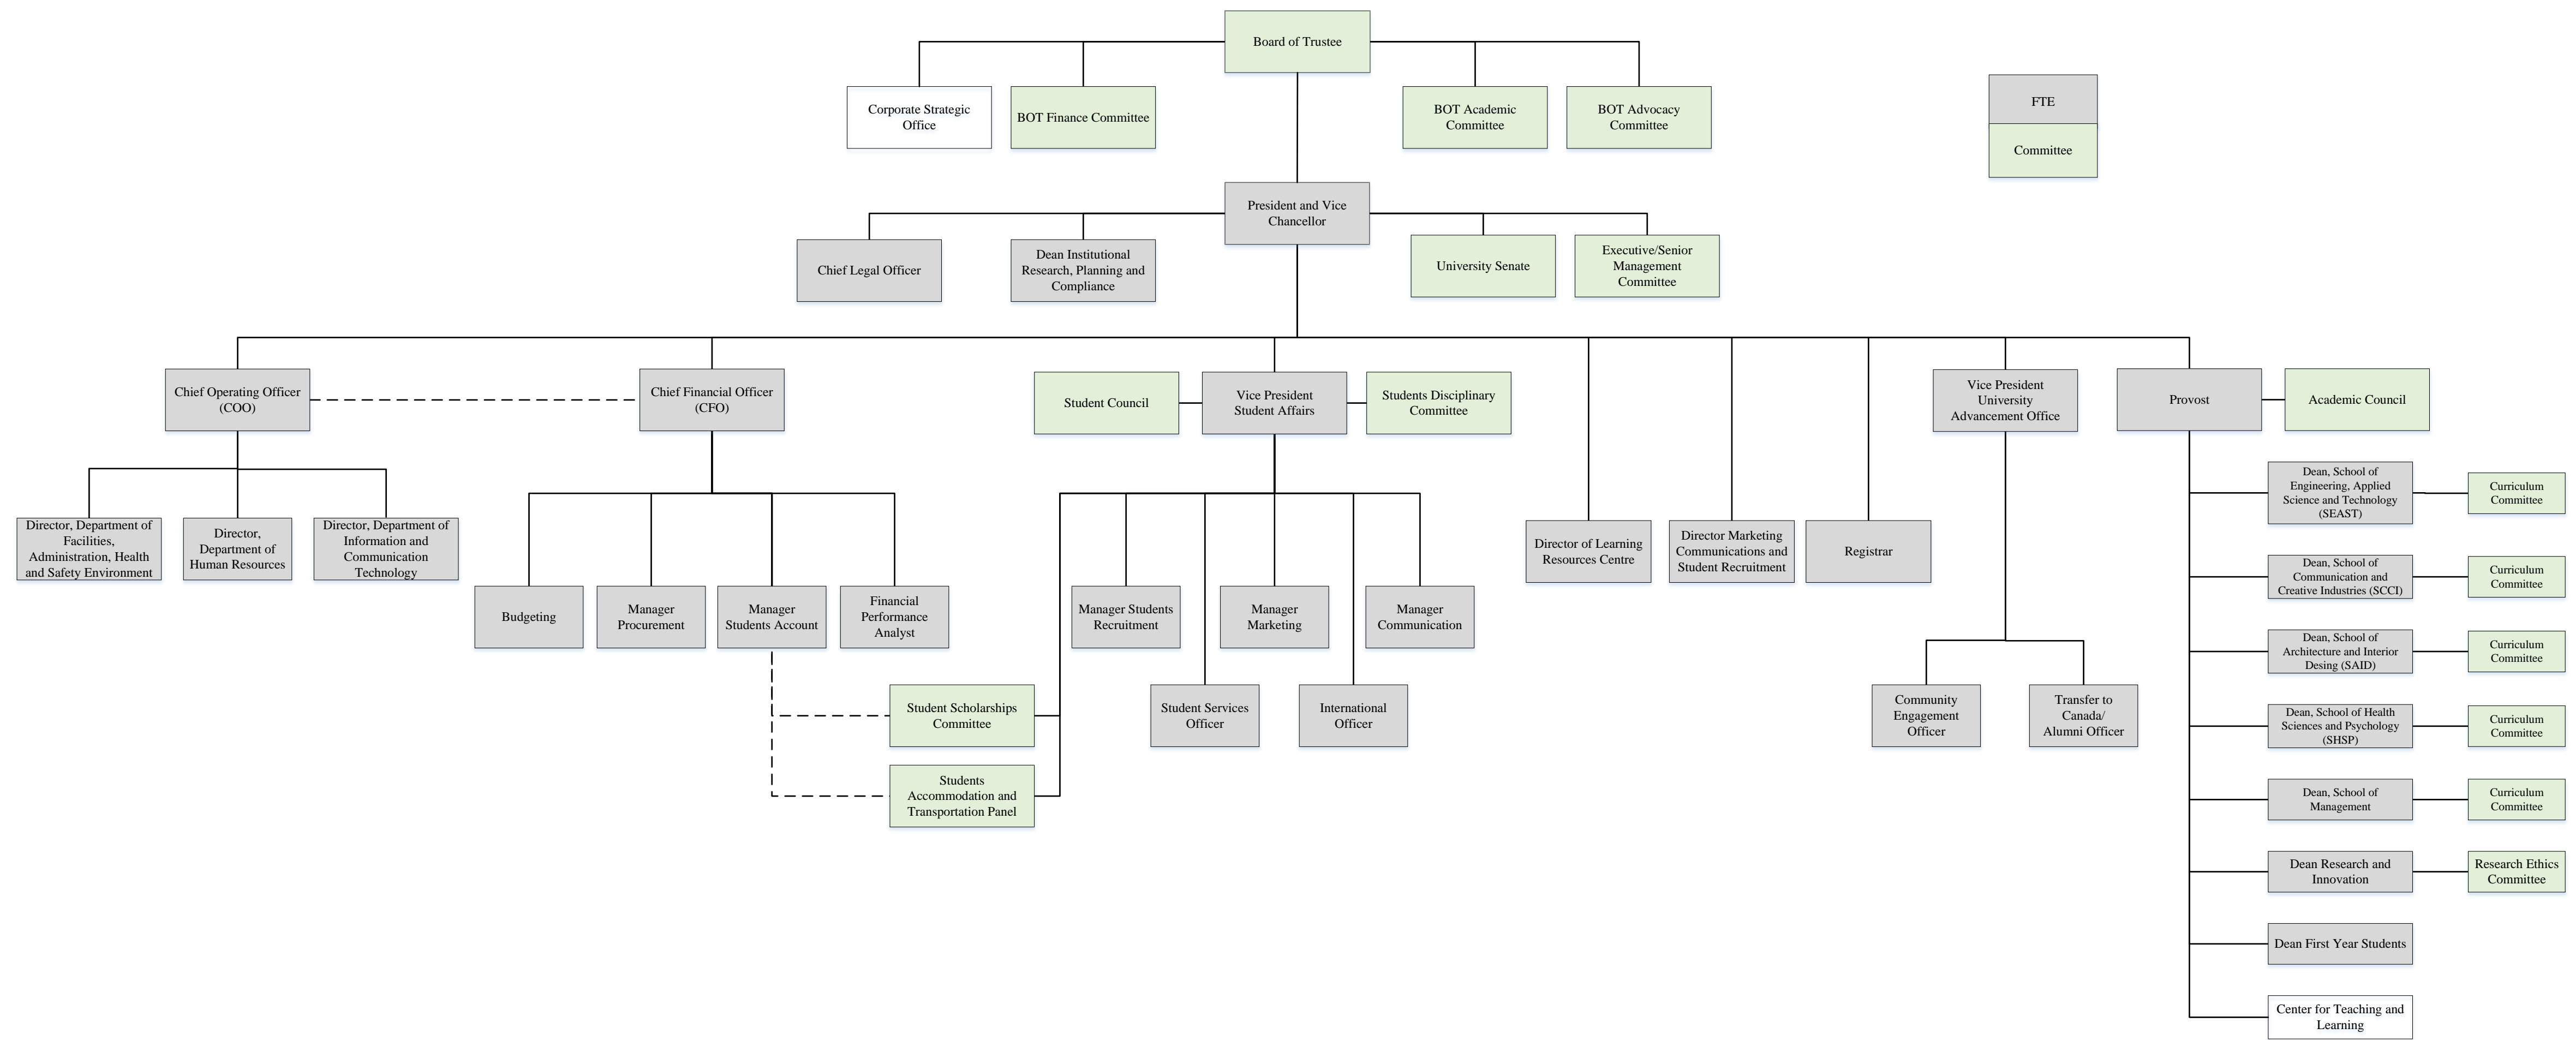 Board of Trustee
Corporate Strategic
Office
BOT Finance Committee
BOT Academic
Committee
BOT Advocacy
Committee
FTE
Committee
President and Vice
Chancellor
Chief Legal Officer
Dean Institutional
Research, Planning and
Compliance
University Senate
Executive/Senior
Management
Committee
Chief Operating Officer
(COO)
Chief Financial Officer
(CFO)
Student Council
Vice President
Student Affairs
Students Disciplinary
Committee
Vice President
University
Advancement Office
Provost
Academic Council
Director, Department of
Facilities,
Administration, Health
and Safety Environment
Director,
Department of
Human Resources
Director, Department of
Information and
Communication
Technology
Budgeting
Manager
Procurement
Manager
Students Account
Financial
Performance
Analyst
Manager Students
Recruitment
Manager
Marketing
Manager
Communication
Student Scholarships
Committee
Student Services
Officer
International
Officer
Students
Accommodation and
Transportation Panel
Director of Learning
Resources Centre
Director Marketing
Communications and
Student Recruitment
Registrar
Community
Engagement
Officer
Transfer to
Canada/
Alumni Officer
Dean, School of
Engineering, Applied
Science and Technology
(SEAST)
Curriculum
Committee
Dean, School of
Communication and
Creative Industries (SCCI)
Curriculum
Committee
Dean, School of
Architecture and Interior
Desing (SAID)
Curriculum
Committee
Dean, School of Health
Sciences and Psychology
(SHSP)
Curriculum
Committee
Dean, School of
Management
Curriculum
Committee
Dean Research and
Innovation
Research Ethics
Committee
Dean First Year Students
Center for Teaching and
Learning